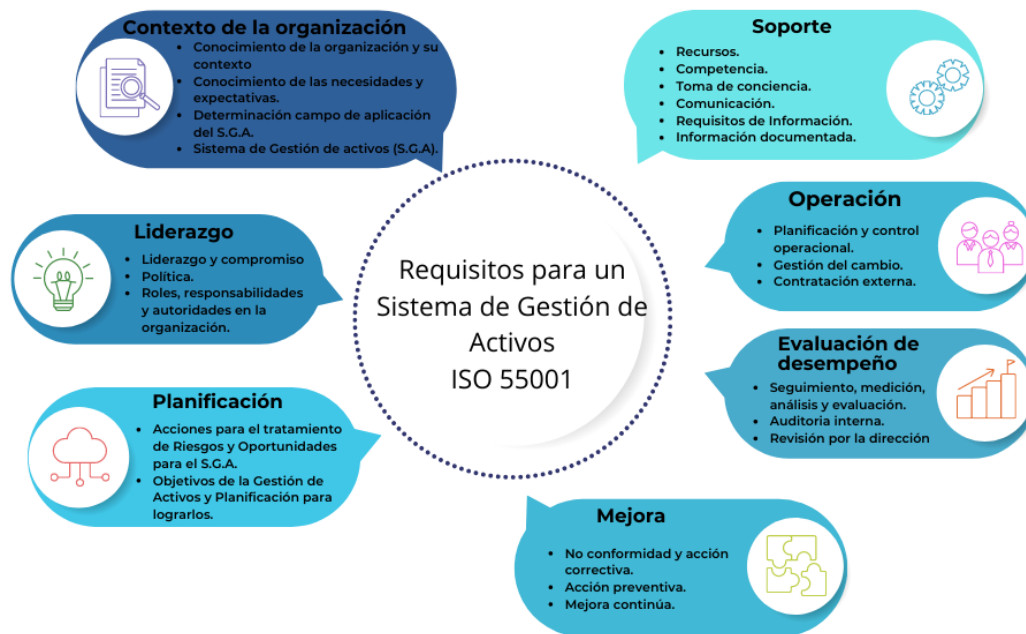 Contexto de la organización
• Conocimiento de la organización y su
contexto
• Conocimiento de las necesidades y
expectativas.
• Determinación campo de aplicación
del S.G.A.
• Sistema de Gestión de activos (S.G.A).
Liderazgo
• Liderazgo y compromiso
• Política.
• Roles, responsabilidades
y autoridades en la
organización.
Planificación
• Acciones para el tratamiento
de Riesgos y Oportunidades
para el S.G.A.
• Objetivos de la Gestión de
Activos y Planificación para
lograrlos.
Requisitos para un
Sistema de Gestión de
Activos
ISO 55001
Soporte
• Recursos.
• Competencia.
• Toma de conciencia.
• Comunicación.
• Requisitos de Información.
• Información documentada.
Operación
• Planificación y control
operacional.
• Gestión del cambio.
• Contratación externa.
Evaluación de
desempeño
• Seguimiento, medición,
análisis y evaluación.
• Auditoria interna.
• Revisión por la dirección
Mejora
• No conformidad y acción
correctiva.
• Acción preventiva.
• Mejora continúa.